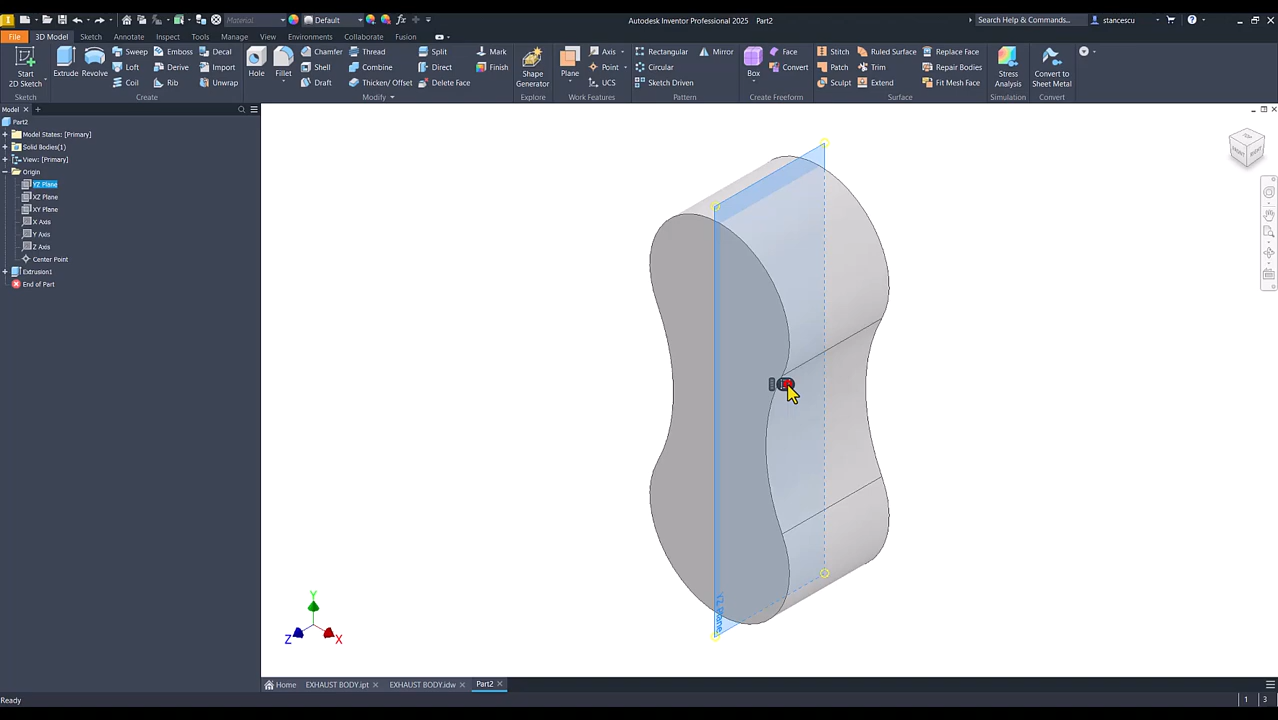 Material Default fx Autodesk Inventor Professional 2025 Part2 Search Help & Commands... stancescu
File 3D Model Sketch Annotate Inspect Tools Manage View Environments Collaborate Fusion
Sweep Emboss Decal Chamfer Thread Split Mark Axis Rectangular Mirror Face Stitch Ruled Surface Replace Face
Start 2D Sketch Extrude Revolve Loft Derive Import Hole Fillet Shell Combine Direct Finish Shape Generator Plane Point Circular Box Convert Patch Trim Repair Bodies Stress Analysis Convert to Sheet Metal
Coil Rib Unwrap Draft Thicken/ Offset Delete Face UCS Sketch Driven Sculpt Extend Fit Mesh Face
Sketch Create Modify Explore Work Features Pattern Create Freeform Surface Simulation Convert
Model
Part2
Model States: [Primary]
Solid Bodies(1)
View: [Primary]
Origin
YZ Plane
XZ Plane
XY Plane
X Axis
Y Axis
Z Axis
Center Point
Extrusion1
End of Part
TOP
FRONT RIGHT
YZ Plane
Y
Z X
Home EXHAUST BODY.ipt EXHAUST BODY.idw Part2
Ready 1 3